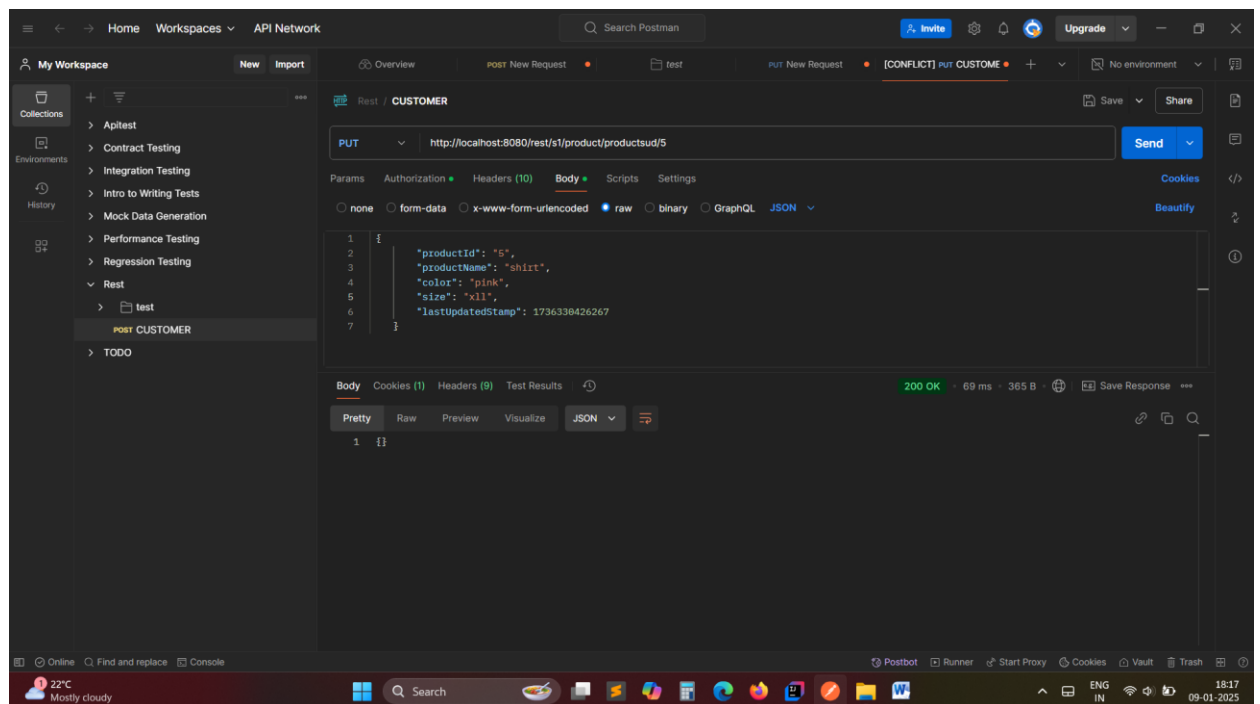 Home Workspaces API Network Search Postman Invite Upgrade
My Workspace New Import Overview POST New Request test PUT New Request [CONFLICT] PUT CUSTOME No environment
Collections
Environments
History
Apitest
Contract Testing
Integration Testing
Intro to Writing Tests
Mock Data Generation
Performance Testing
Regression Testing
Rest
test
POST CUSTOMER
TODO
HTTP Rest / CUSTOMER Save Share
PUT http://localhost:8080/rest/s1/product/productsud/5 Send
Params Authorization Headers (10) Body Scripts Settings Cookies
none form-data x-www-form-urlencoded raw binary GraphQL JSON Beautify
1 {
2 "productId": "5",
3 "productName": "shirt",
4 "color": "pink",
5 "size": "xll",
6 "lastUpdatedStamp": 1736330426267
7 }
Body Cookies (1) Headers (9) Test Results 200 OK 69 ms 365 B Save Response
Pretty Raw Preview Visualize JSON
1 {}
Online Find and replace Console Postbot Runner Start Proxy Cookies Vault Trash
1 22°C
Mostly cloudy
Search
ENG
IN
18:17
09-01-2025